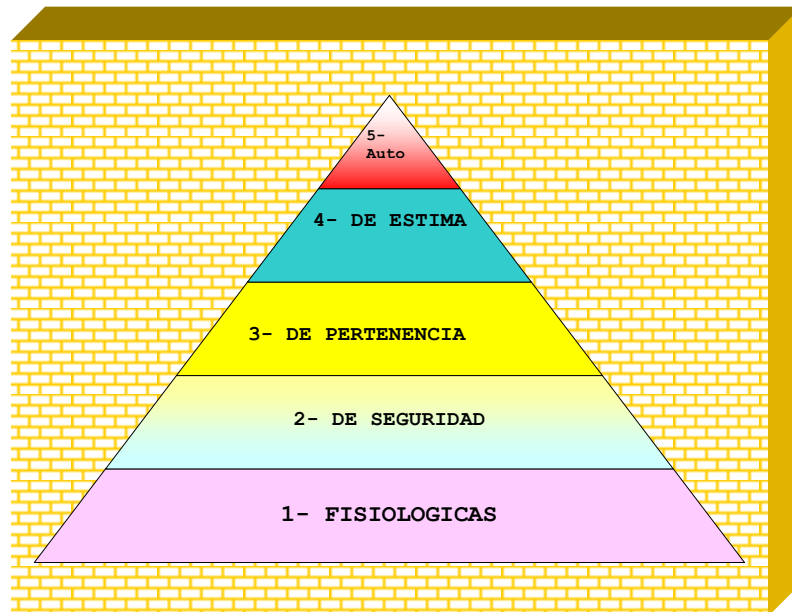 5-
Auto
4- DE ESTIMA
3- DE PERTENENCIA
2- DE SEGURIDAD
1- FISIOLOGICAS